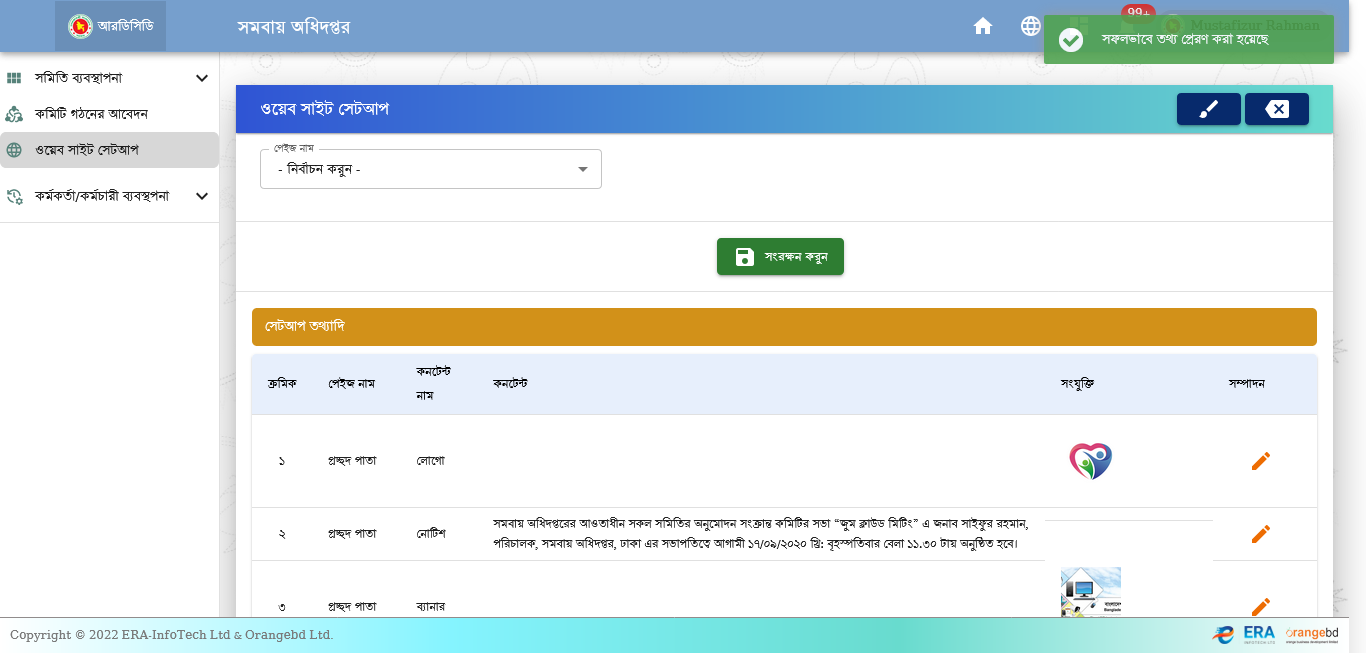 আরডিসিডি
সমবায় অধিদপ্তর
99+
Mustafizur Rahman
সফলভাবে তথ্য প্রেরণ করা হয়েছে
সমিতি ব্যবস্থাপনা
কমিটি গঠনের আবেদন
ওয়েব সাইট সেটআপ
কর্মকর্তা/কর্মচারী ব্যবস্থপনা
ওয়েব সাইট সেটআপ
পেইজ নাম
- নির্বাচন করুন -
সংরক্ষন করুন
সেটআপ তথ্যাদি
ক্রমিক পেইজ নাম কনটেন্ট নাম কনটেন্ট সংযুক্তি সম্পাদন
১ প্রচ্ছদ পাতা লোগো
২ প্রচ্ছদ পাতা নোটিশ সমবায় অধিদপ্তরের আওতাধীন সকল সমিতির অনুমোদন সংক্রান্ত কমিটির সভা “জুম ক্লাউড মিটিং” এ জনাব সাইফুর রহমান,
পরিচালক, সমবায় অধিদপ্তর, ঢাকা এর সভাপতিত্বে আগামী ১৭/০৯/২০২০ খ্রি: বৃহস্পতিবার বেলা ১১.৩০ টায় অনুষ্ঠিত হবে।
৩ প্রচ্ছদ পাতা ব্যানার
Copyright © 2022 ERA-InfoTech Ltd & Orangebd Ltd.
ERA
INFOTECH LTD
orangebd